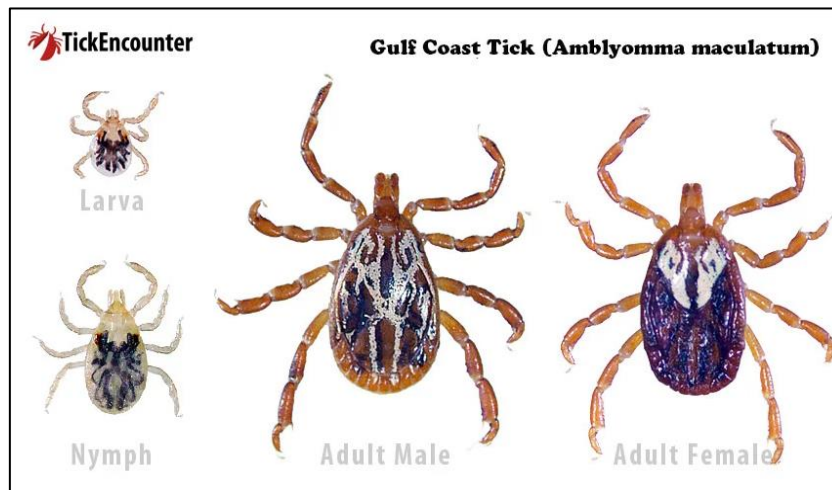 TickEncounter
Gulf Coast Tick (Amblyomma maculatum)
Larva
Nymph
Adult Male
Adult Female